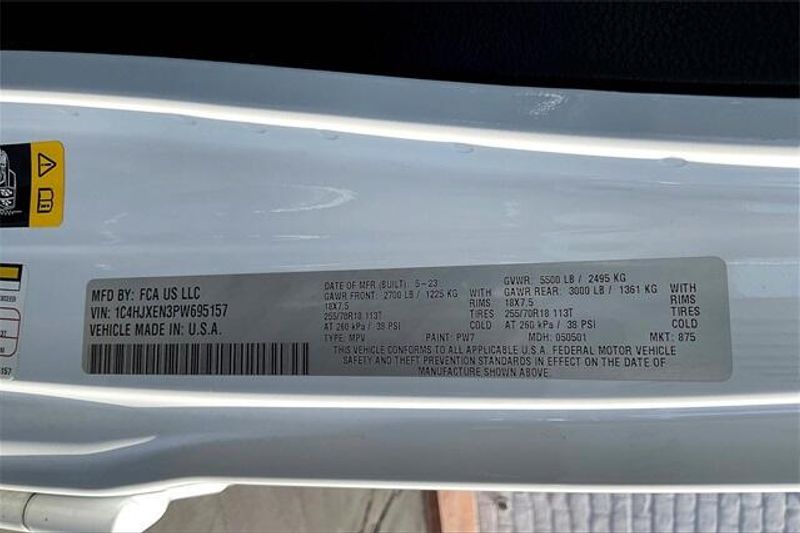 MFD BY: FCA US LLC
VIN: 1C4HJXEN3PW695157
VEHICLE MADE IN U.S.A.
DATE OF MFR (BUILT): 5-23
GAWR FRONT: 2700 LB / 1225 KG WITH
18X7.5 RIMS
255/70R18 113T TIRES
AT 260 kPa / 38 PSI COLD
GVWR: 5500 LB / 2495 KG
GAWR REAR: 3000 LB / 1361 KG WITH
18X7.5 RIMS
255/70R18 113T TIRES
AT 260 kPa / 38 PSI COLD
TYPE: MPV PAINT: PW7 MDH: 050501 MKT: 875
THIS VEHICLE CONFORMS TO ALL APPLICABLE U.S.A. FEDERAL MOTOR VEHICLE
SAFETY AND THEFT PREVENTION STANDARDS IN EFFECT ON THE DATE OF
MANUFACTURE SHOWN ABOVE.